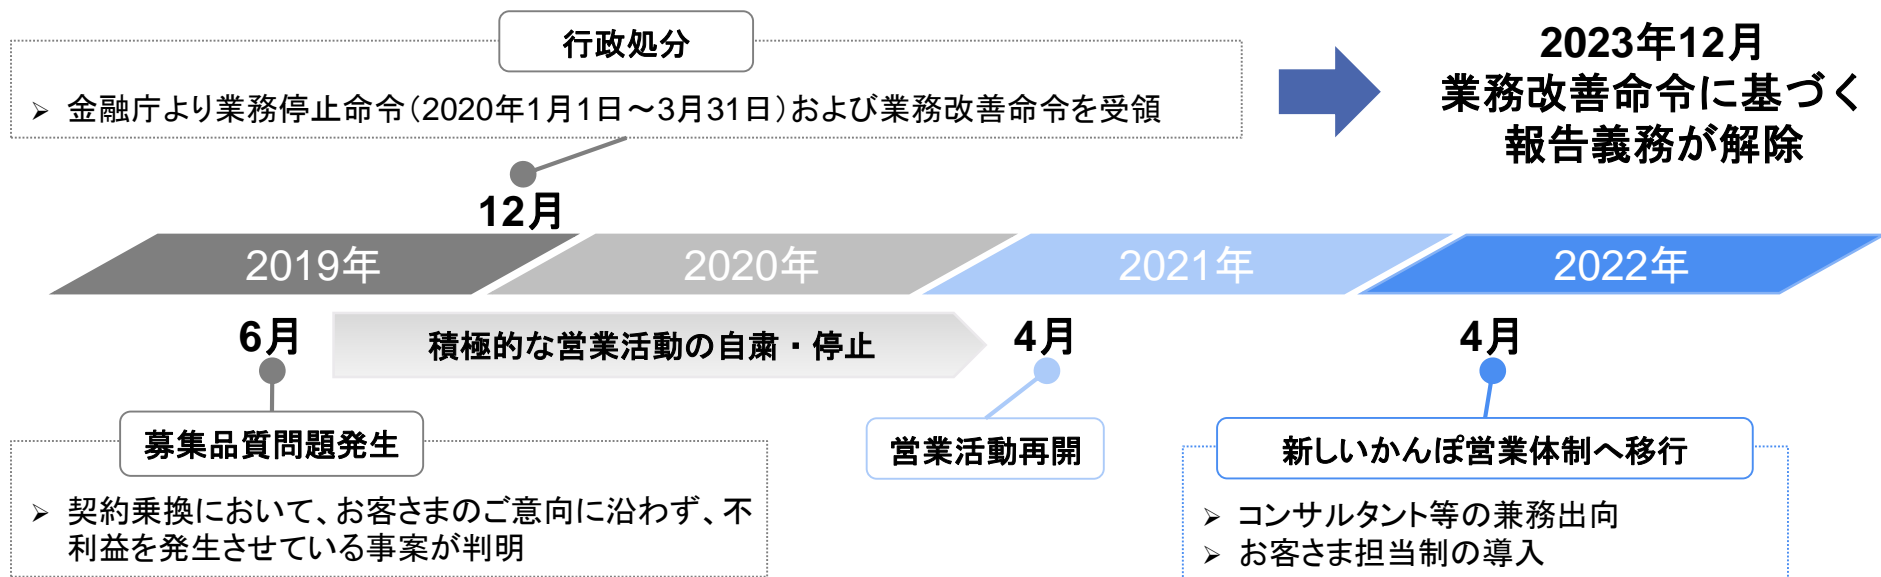 行政処分
➢ 金融庁より業務停止命令（2020年1月1日～3月31日）および業務改善命令を受領
2023年12月
業務改善命令に基づく
報告義務が解除
12月
2019年
2020年
2021年
2022年
6月
積極的な営業活動の自粛・停止
4月
4月
募集品質問題発生
➢ 契約乗換において、お客さまのご意向に沿わず、不
利益を発生させている事案が判明
営業活動再開
新しいかんぽ営業体制へ移行
➢ コンサルタント等の兼務出向
➢ お客さま担当制の導入